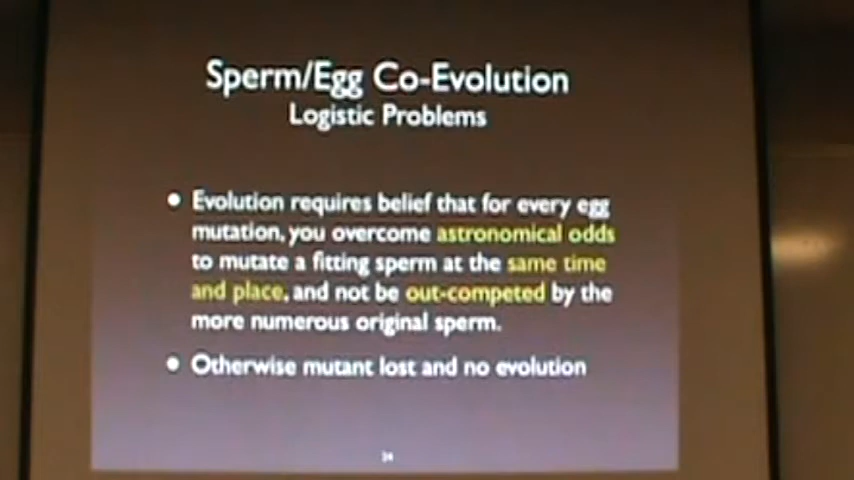 Sperm/Egg Co-Evolution
Logistic Problems
• Evolution requires belief that for every egg
mutation, you overcome astronomical odds
to mutate a fitting sperm at the same time
and place, and not be out-competed by the
more numerous original sperm.
• Otherwise mutant lost and no evolution
24